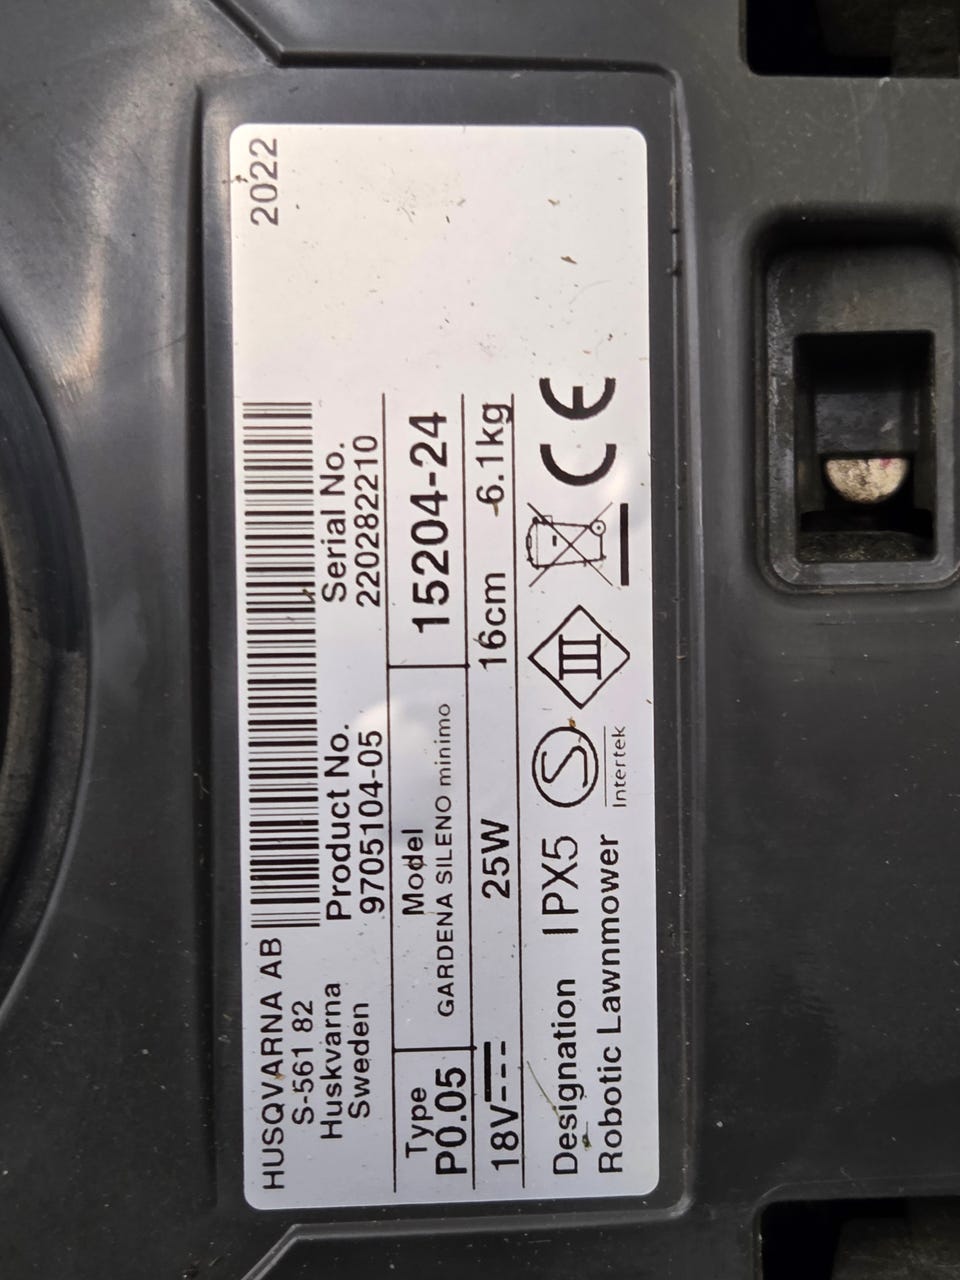 HUSQVARNA AB
S-561 82
Huskvarna
Sweden
2022
Product No.
9705104-05
Serial No.
220282210
Type
P0.05
Model
GARDENA SILENO minimo
15204-24
18V 25W 16cm 6.1kg
Designation IPX5
Robotic Lawnmower
S
Intertek
III
CE